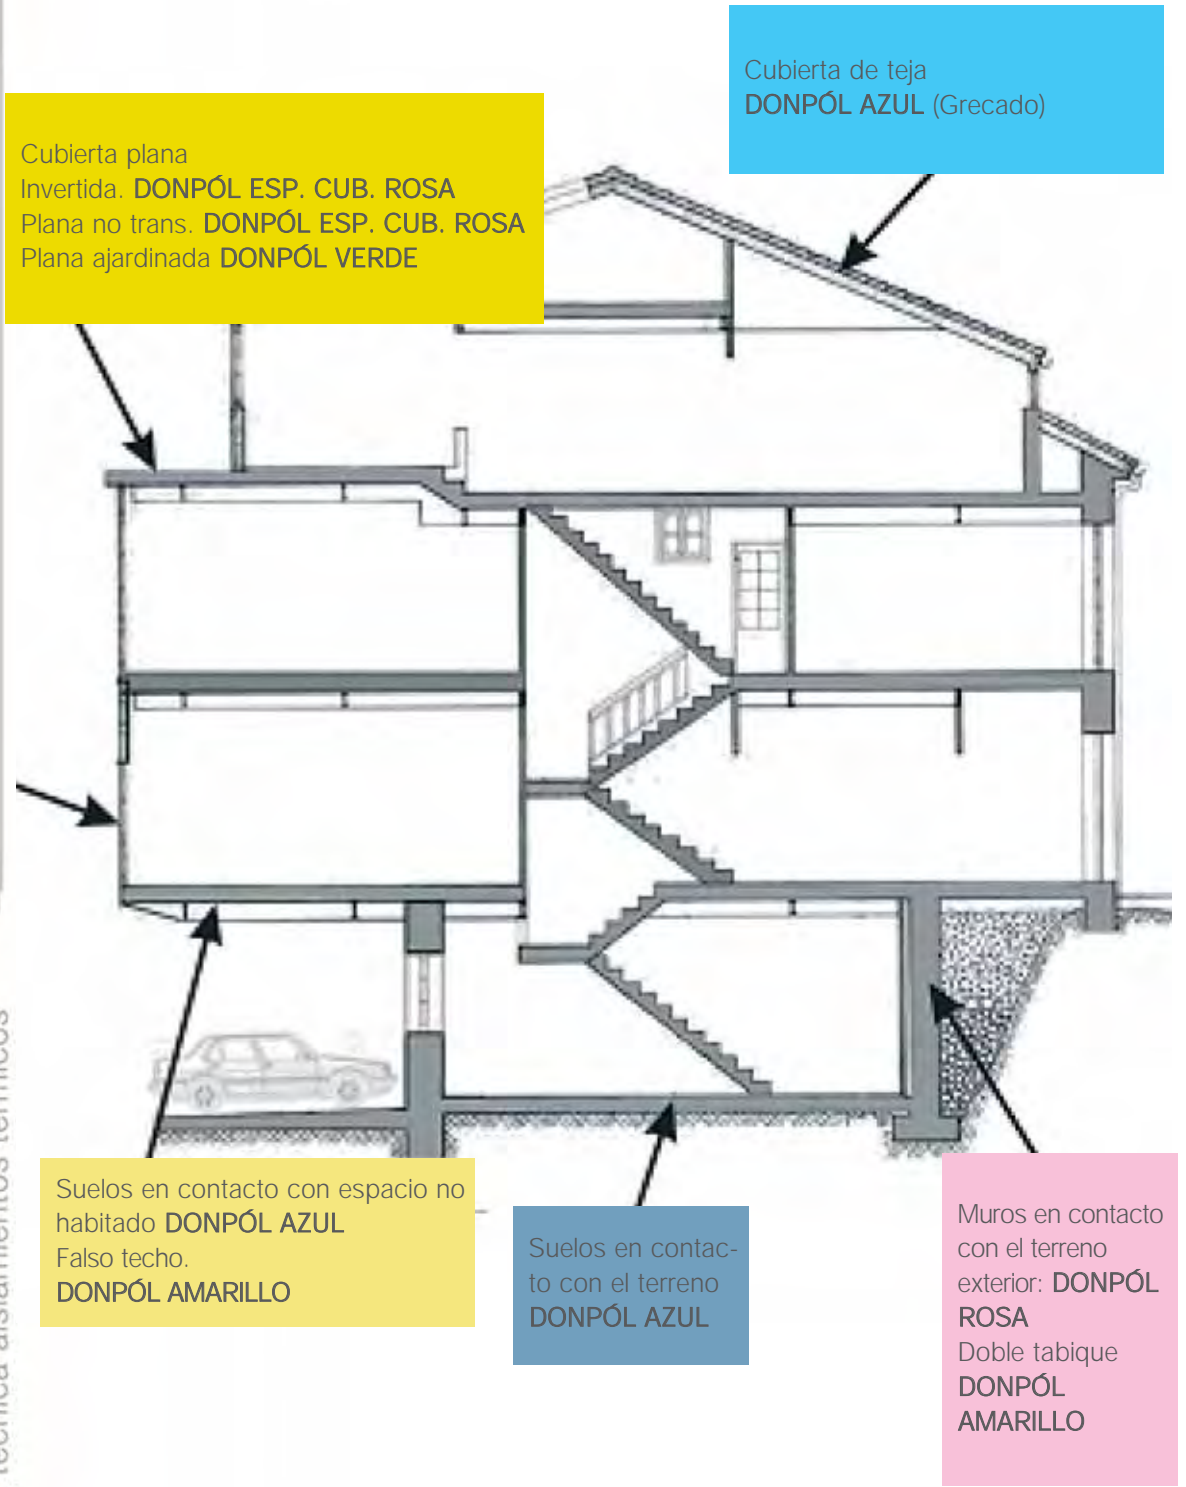 Cubierta de teja
DONPÓL AZUL (Grecado)
Cubierta plana
Invertida. DONPÓL ESP. CUB. ROSA
Plana no trans. DONPÓL ESP. CUB. ROSA
Plana ajardinada DONPÓL VERDE
Suelos en contacto con espacio no
habitado DONPÓL AZUL
Falso techo.
DONPÓL AMARILLO
Suelos en contac-
to con el terreno
DONPÓL AZUL
Muros en contacto
con el terreno
exterior: DONPÓL
ROSA
Doble tabique
DONPÓL
AMARILLO
técnica aislamientos térmicos